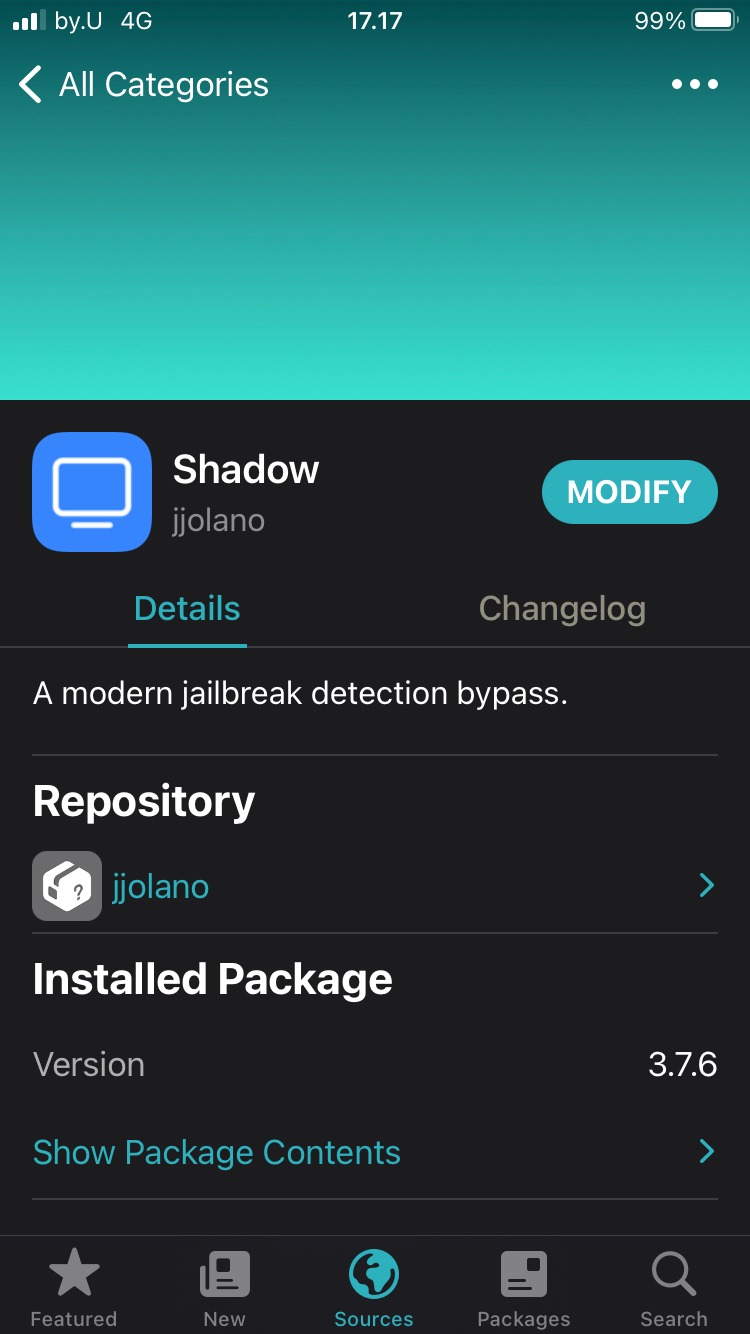 by.U 4G 17.17 99%
All Categories
Shadow
jjolano
MODIFY
Details Changelog
A modern jailbreak detection bypass.
Repository
? jjolano
Installed Package
Version 3.7.6
Show Package Contents
Featured New Sources Packages Search